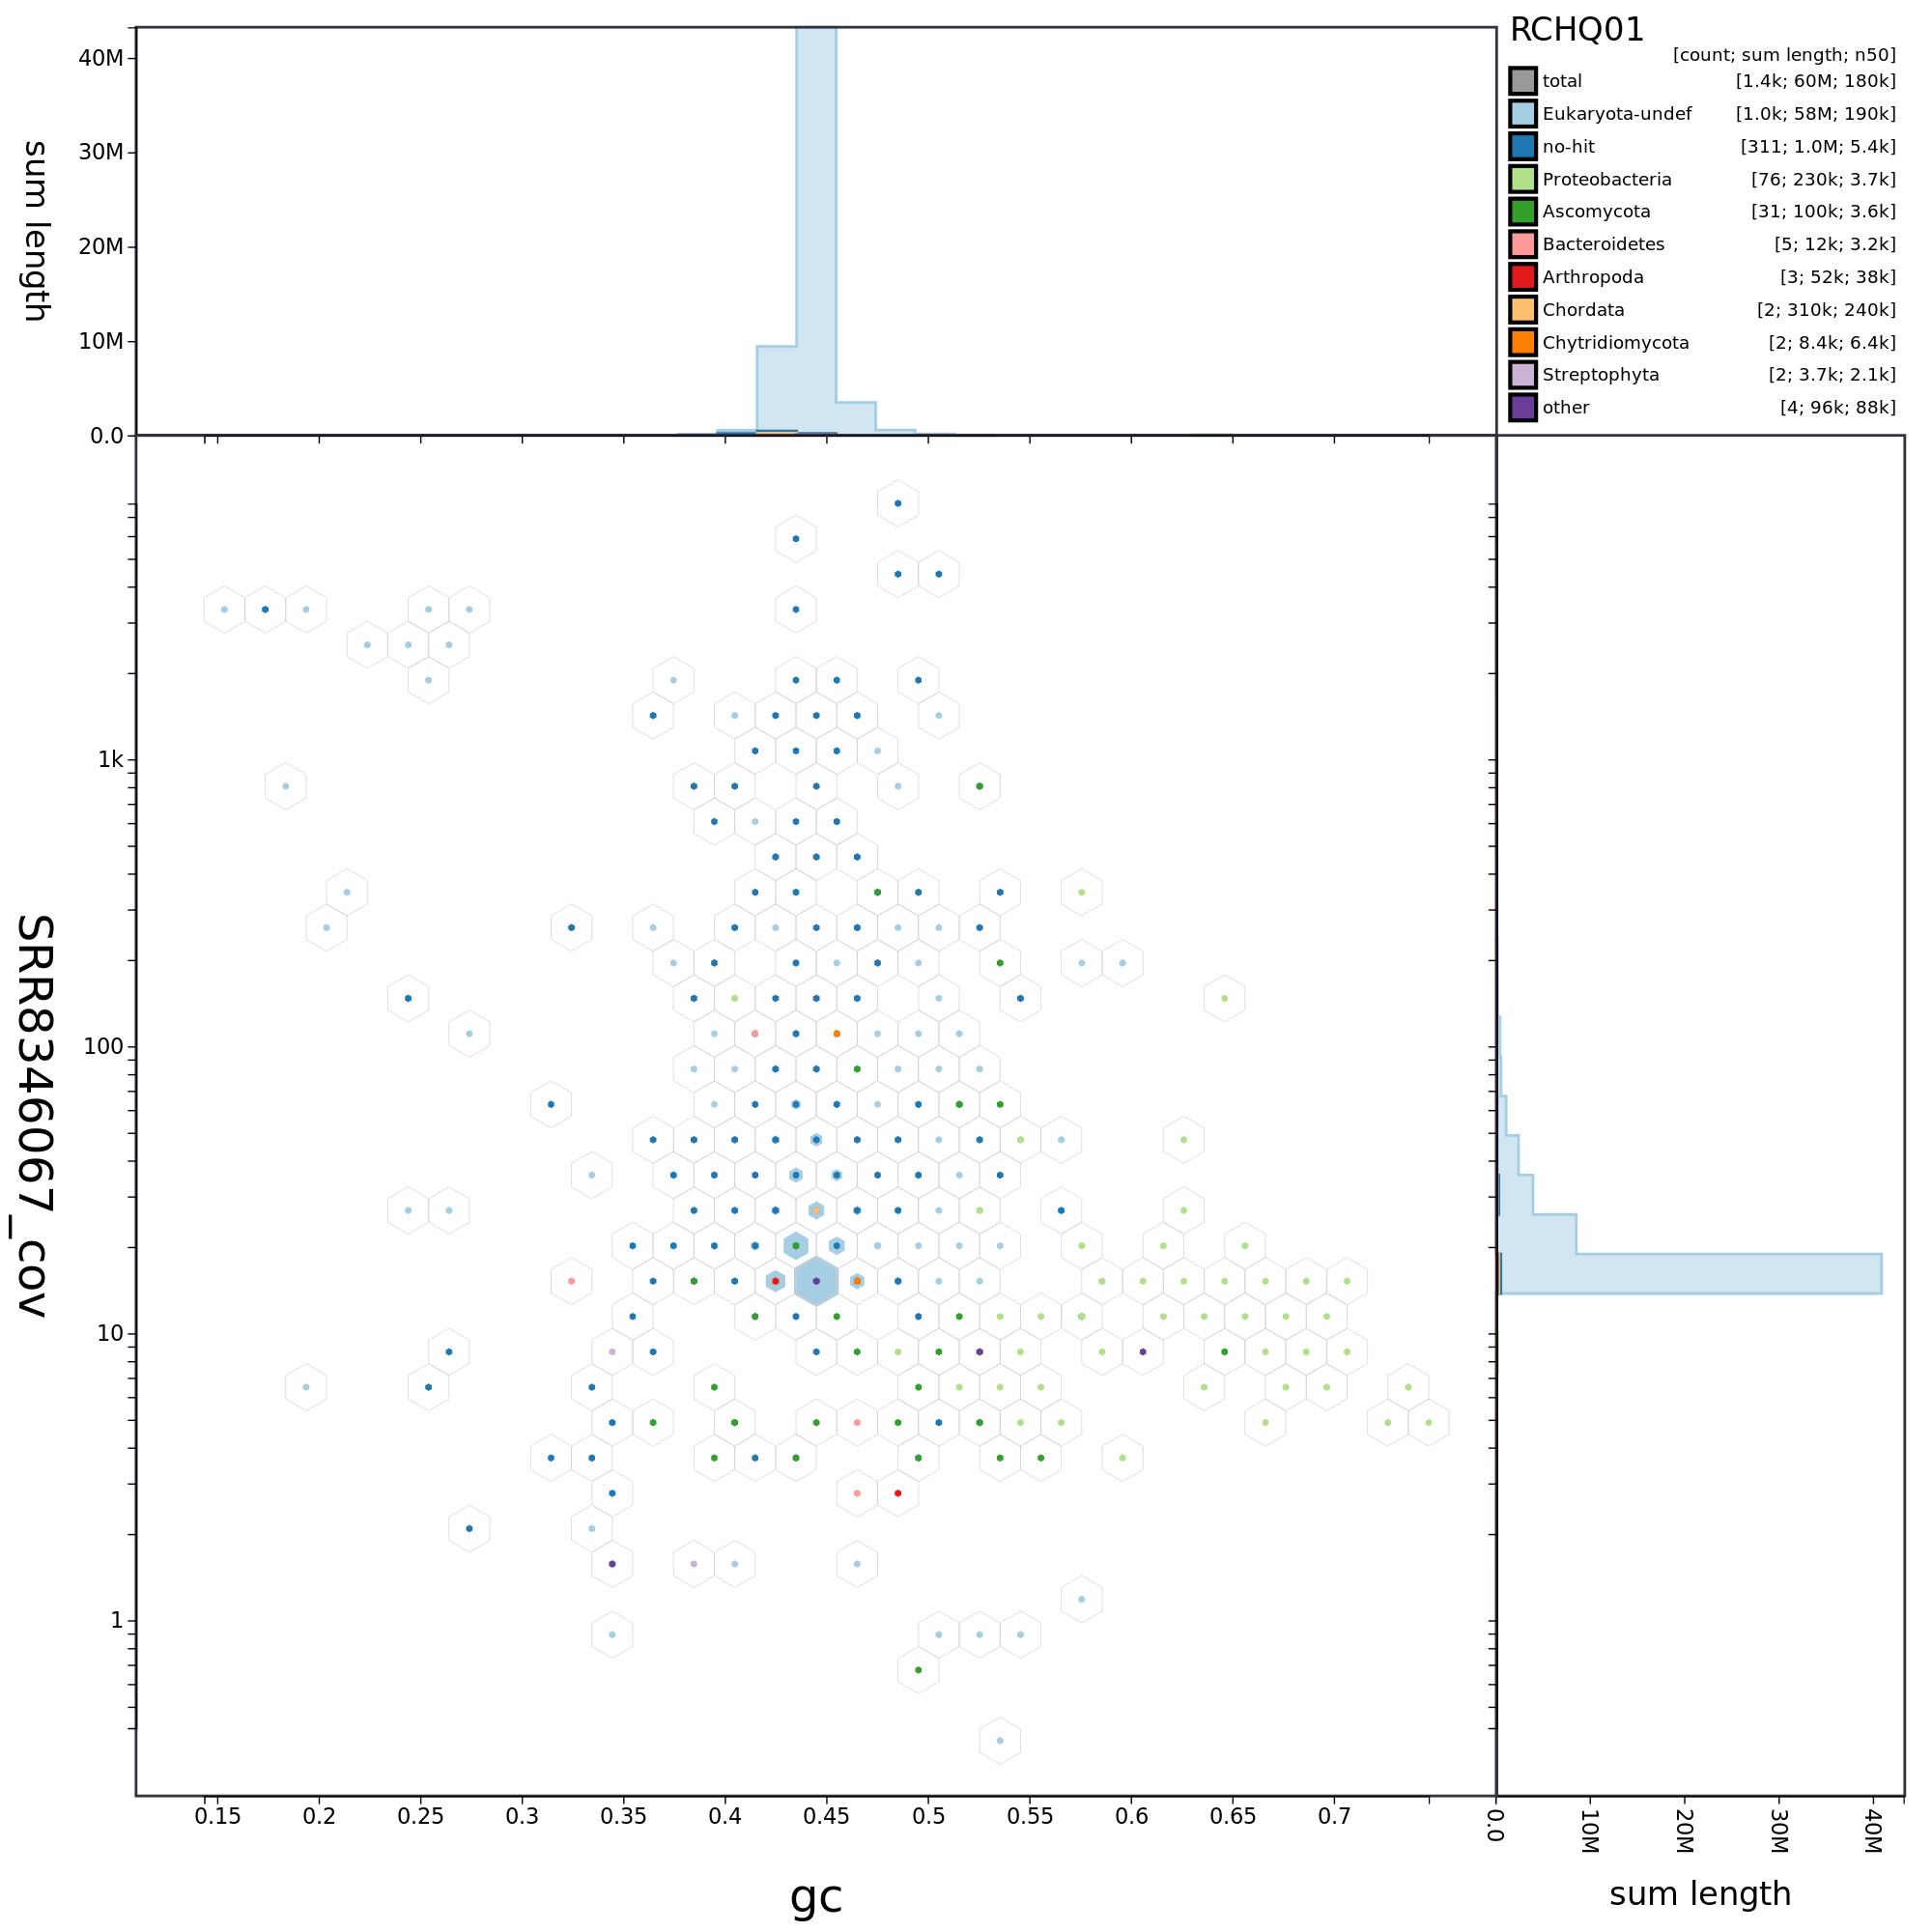 RCHQ01
[count; sum length; n50]
total [1.4k; 60M; 180k]
Eukaryota-undef [1.0k; 58M; 190k]
no-hit [311; 1.0M; 5.4k]
Proteobacteria [76; 230k; 3.7k]
Ascomycota [31; 100k; 3.6k]
Bacteroidetes [5; 12k; 3.2k]
Arthropoda [3; 52k; 38k]
Chordata [2; 310k; 240k]
Chytridiomycota [2; 8.4k; 6.4k]
Streptophyta [2; 3.7k; 2.1k]
other [4; 96k; 88k]
sum length
40M
30M
20M
10M
0.0
SRR8346067_cov
1k
100
10
1
0.15 0.2 0.25 0.3 0.35 0.4 0.45 0.5 0.55 0.6 0.65 0.7
gc
0.0 10M 20M 30M 40M
sum length